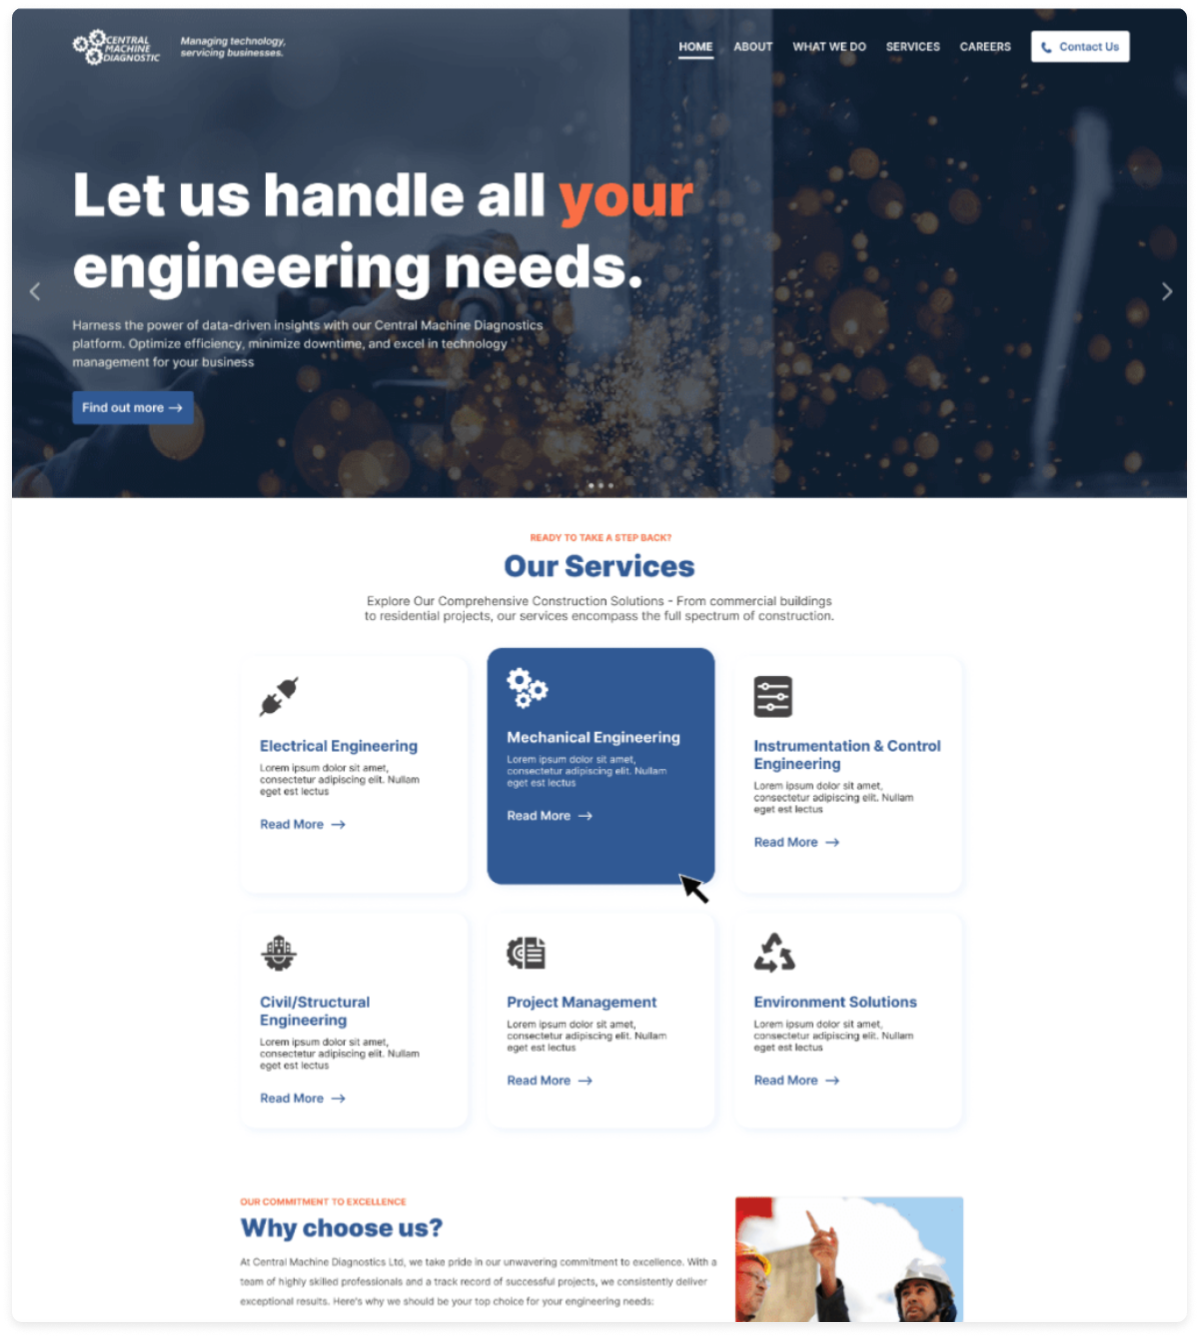 CENTRAL
MACHINE
DIAGNOSTIC
Managing technology,
servicing businesses.
HOME ABOUT WHAT WE DO SERVICES CAREERS Contact Us
Let us handle all your
engineering needs.
Harness the power of data-driven insights with our Central Machine Diagnostics
platform. Optimize efficiency, minimize downtime, and excel in technology
management for your business
Find out more
READY TO TAKE A STEP BACK?
Our Services
Explore Our Comprehensive Construction Solutions - From commercial buildings
to residential projects, our services encompass the full spectrum of construction.
Electrical Engineering
Lorem ipsum dolor sit amet,
consectetur adipiscing elit. Nullam
eget est lectus
Read More
Mechanical Engineering
Lorem ipsum dolor sit amet,
consectetur adipiscing elit. Nullam
eget est lectus
Read More
Instrumentation & Control
Engineering
Lorem ipsum dolor sit amet,
consectetur adipiscing elit. Nullam
eget est lectus
Read More
Civil/Structural
Engineering
Lorem ipsum dolor sit amet,
consectetur adipiscing elit. Nullam
eget est lectus
Read More
Project Management
Lorem ipsum dolor sit amet,
consectetur adipiscing elit. Nullam
eget est lectus
Read More
Environment Solutions
Lorem ipsum dolor sit amet,
consectetur adipiscing elit. Nullam
eget est lectus
Read More
OUR COMMITMENT TO EXCELLENCE
Why choose us?
At Central Machine Diagnostics Ltd, we take pride in our unwavering commitment to excellence. With a
team of highly skilled professionals and a track record of successful projects, we consistently deliver
exceptional results. Here's why we should be your top choice for your engineering needs: